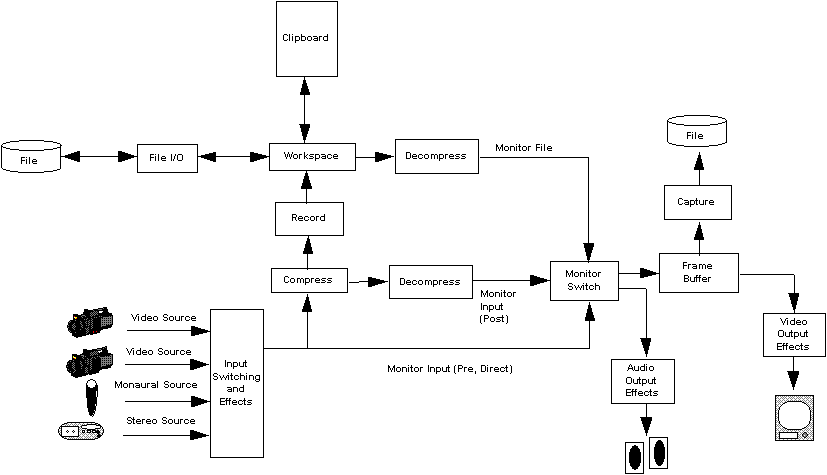 Clipboard
File
File I/O
Workspace
Decompress
Monitor File
File
Capture
Record
Compress
Decompress
Monitor
Input
(Post)
Monitor
Switch
Frame
Buffer
Video Source
Video Source
Monaural Source
Stereo Source
Input
Switching
and
Effects
Monitor Input (Pre, Direct)
Audio
Output
Effects
Video
Output
Effects